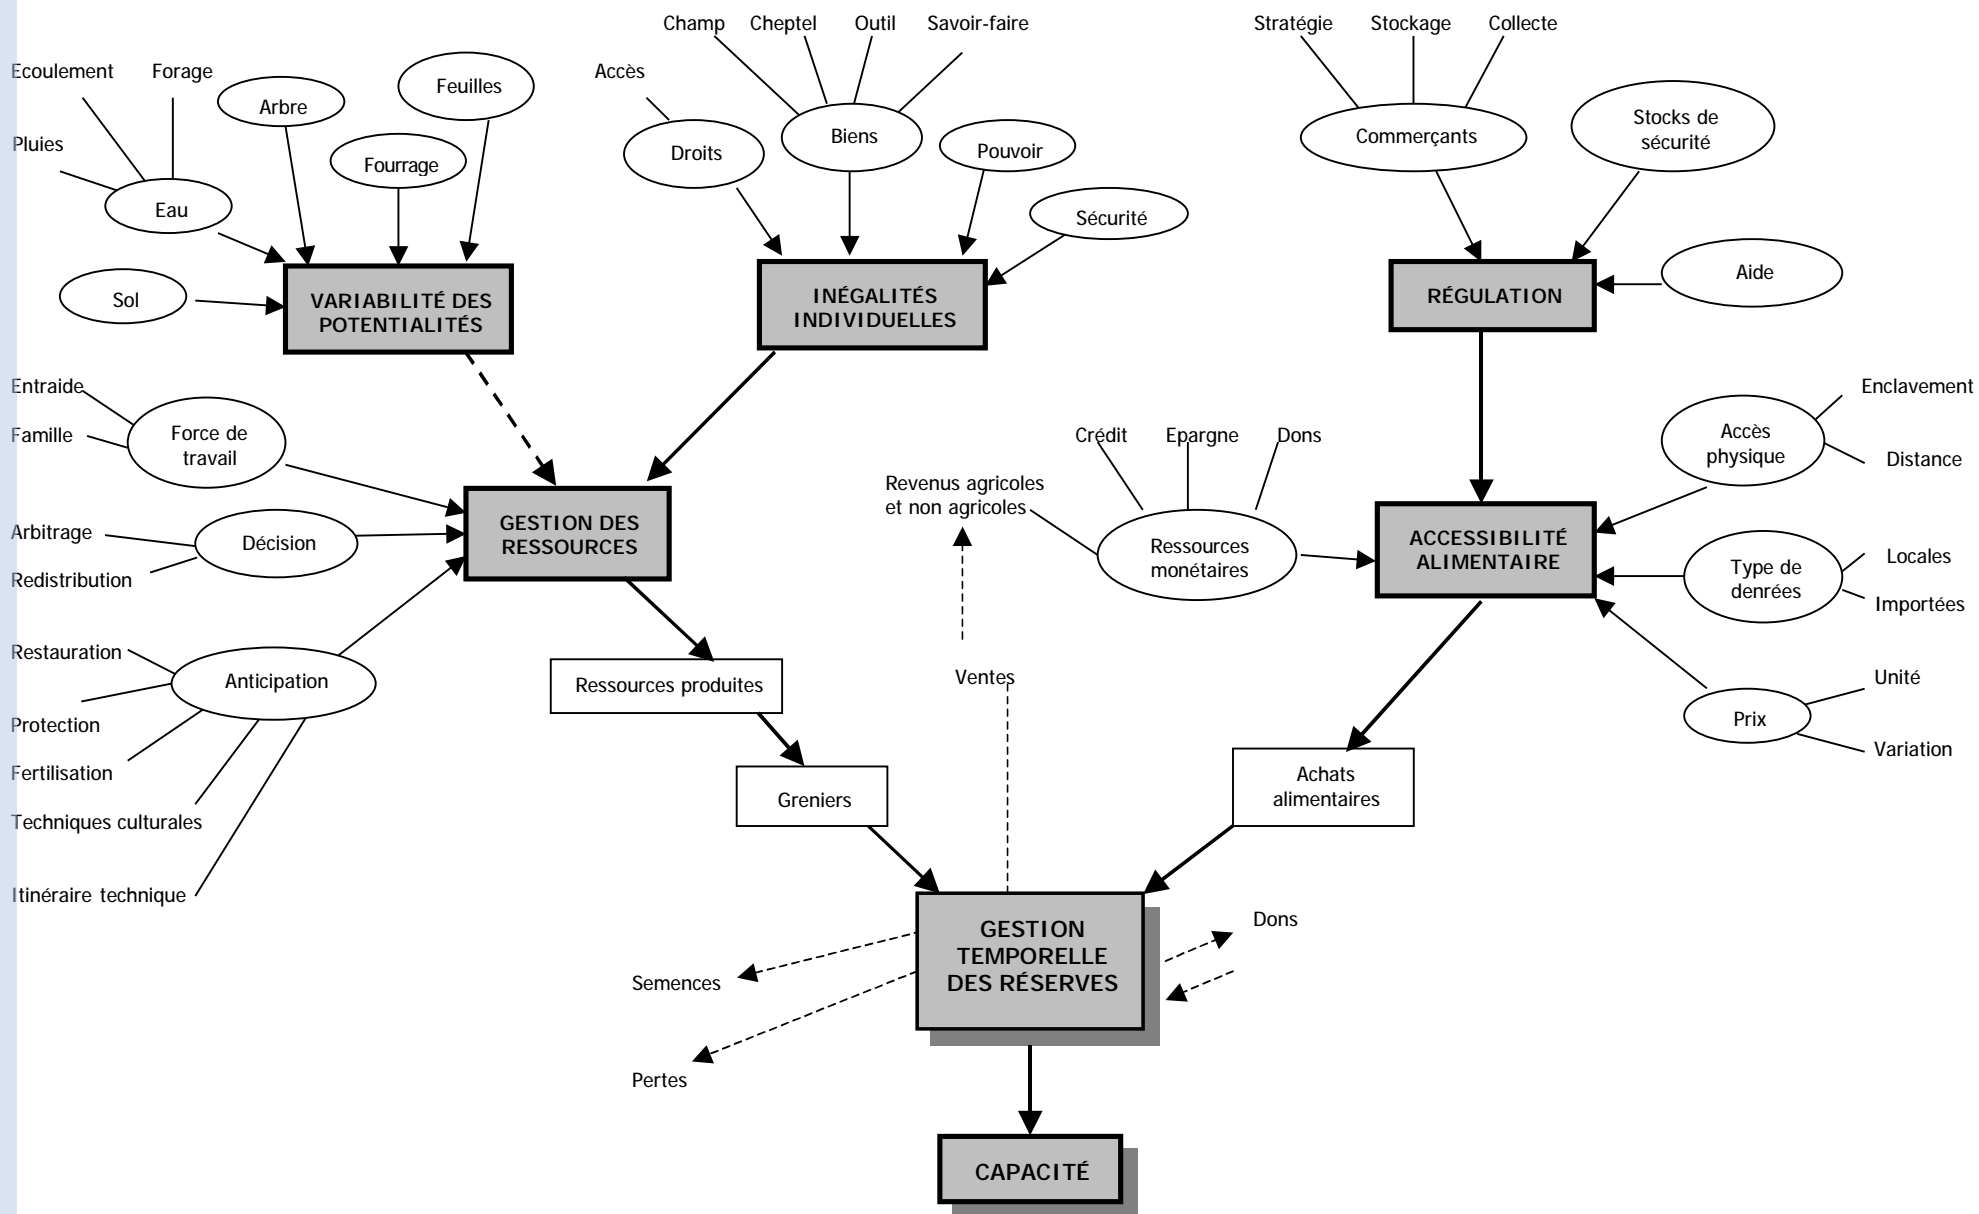 Champ Cheptel Outil Savoir-faire
Stratégie Stockage Collecte
Ecoulement Forage
Accès
Arbre
Feuilles
Pluies
Fourrage
Eau
Sol
Droits
Biens
Pouvoir
Sécurité
Commerçants
Stocks de
sécurité
Aide
VARIABILITÉ DES
POTENTIALITÉS
INÉGALITÉS
INDIVIDUELLES
RÉGULATION
Entraide
Famille
Force de
travail
Arbitrage
Redistribution
Décision
Restauration
Protection
Fertilisation
Techniques culturales
Itinéraire technique
Anticipation
GESTION DES
RESSOURCES
Ressources produites
Greniers
Crédit Epargne Dons
Revenus agricoles
et non agricoles
Ressources
monétaires
Ventes
ACCESSIBILITÉ
ALIMENTAIRE
Accès
physique
Enclavement
Distance
Type de
denrées
Locales
Importées
Prix
Unité
Variation
Achats
alimentaires
GESTION
TEMPORELLE
DES RÉSERVES
Dons
Semences
Pertes
CAPACITÉ